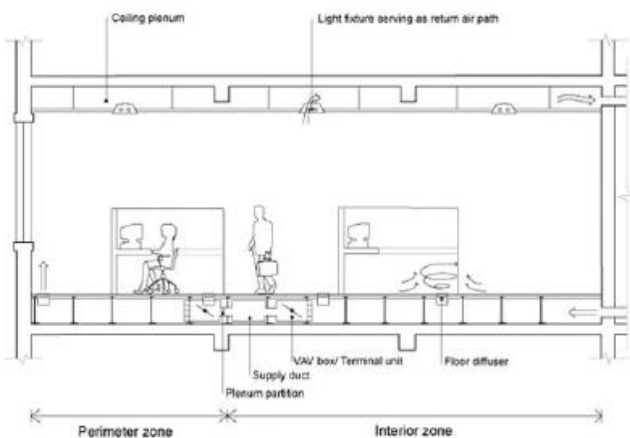 Ceiling plenum
Light fixture serving as return air path
VAV box/ Terminal unit
Floor diffuser
Supply duct
Plenum partition
Perimeter zone
Interior zone